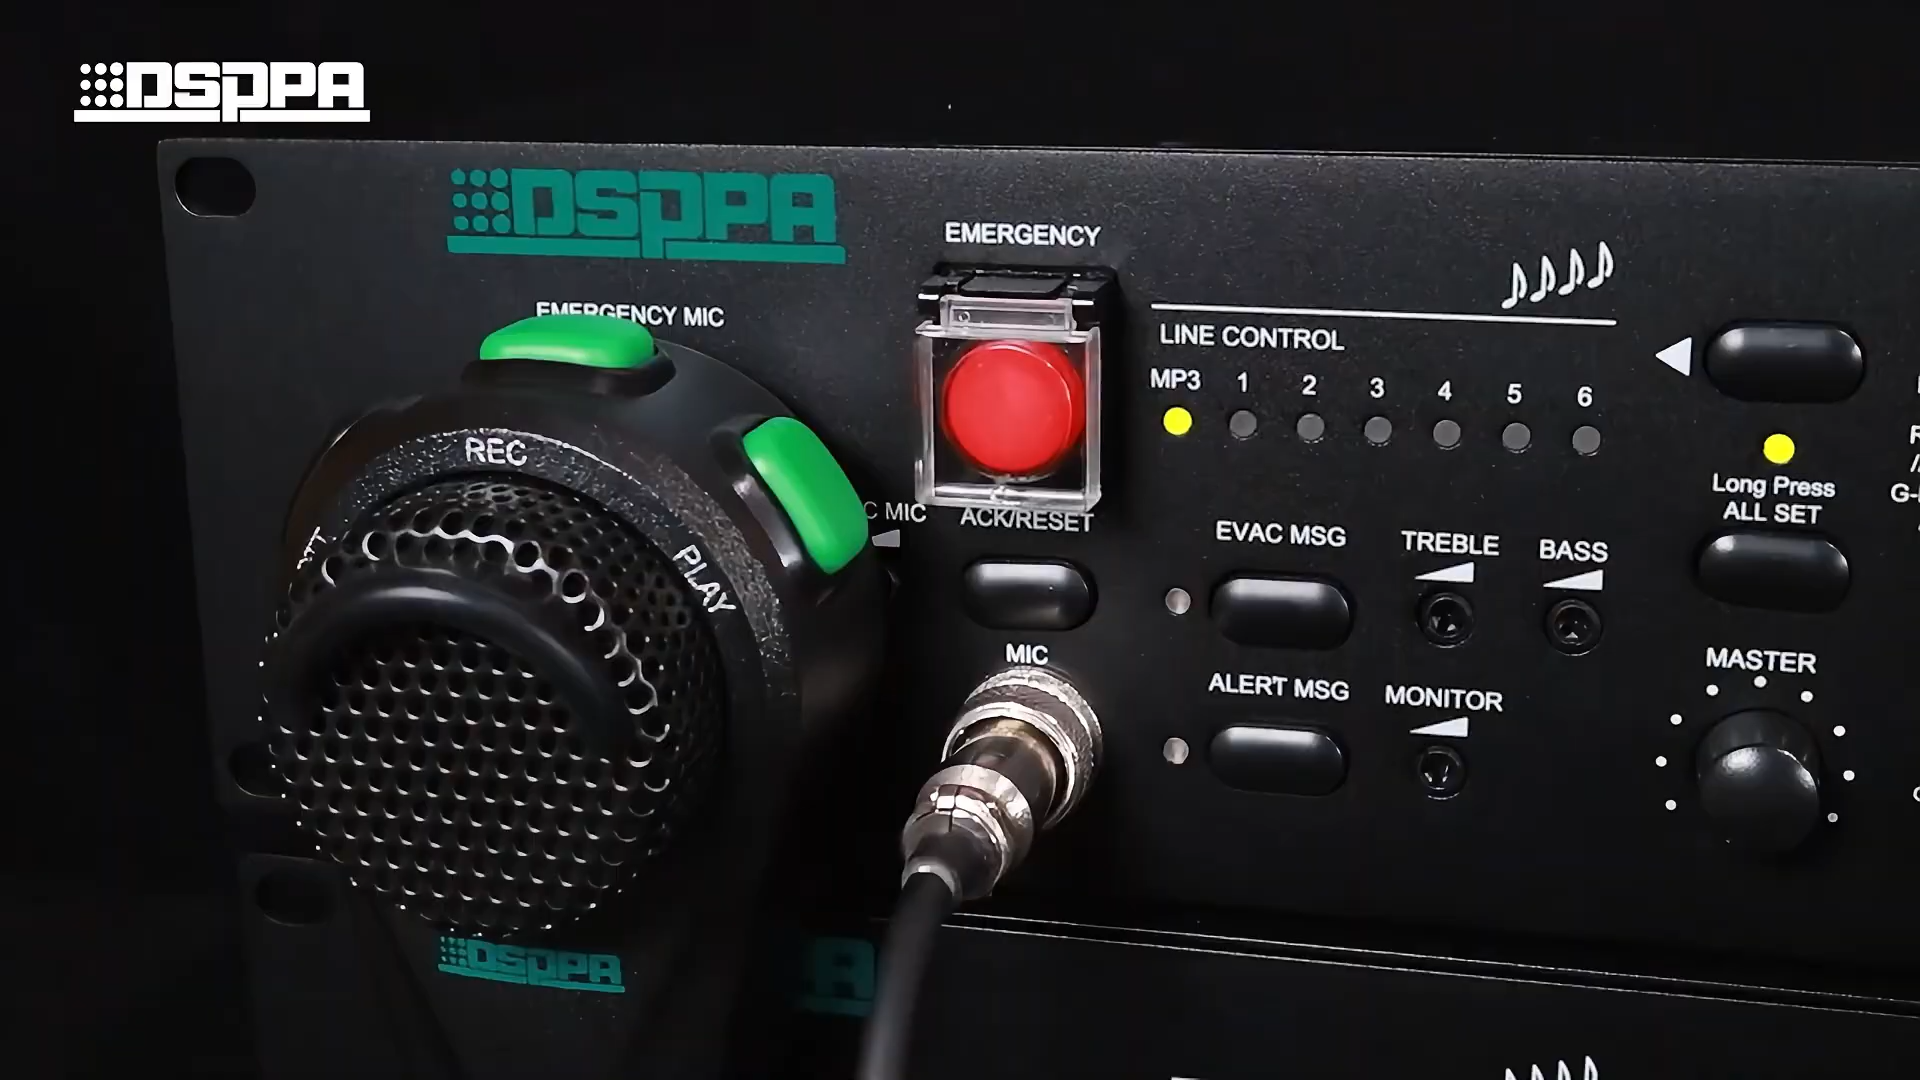 DSPPA
DSPPA
EMERGENCY
EMERGENCY MIC
LINE CONTROL
MP3 1 2 3 4 5 6
REC
PLAY
MIC
ACK/RESET
EVAC MSG
TREBLE
BASS
Long Press
ALL SET
MIC
ALERT MSG
MONITOR
MASTER
DSPPA